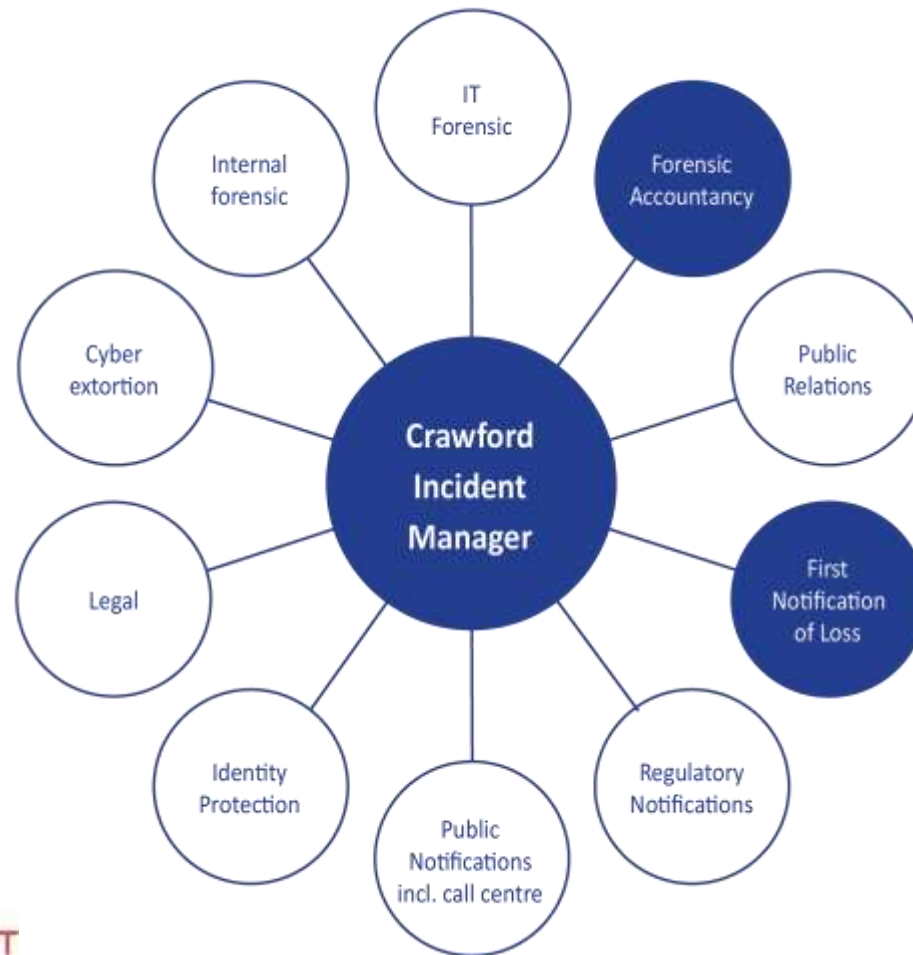 IT
Forensic
Forensic
Accountancy
Internal
forensic
Public
Relations
Cyber
extortion
Crawford
Incident
Manager
First
Notification
of Loss
Legal
Regulatory
Notifications
Identity
Protection
Public
Notifications
incl. call centre
T